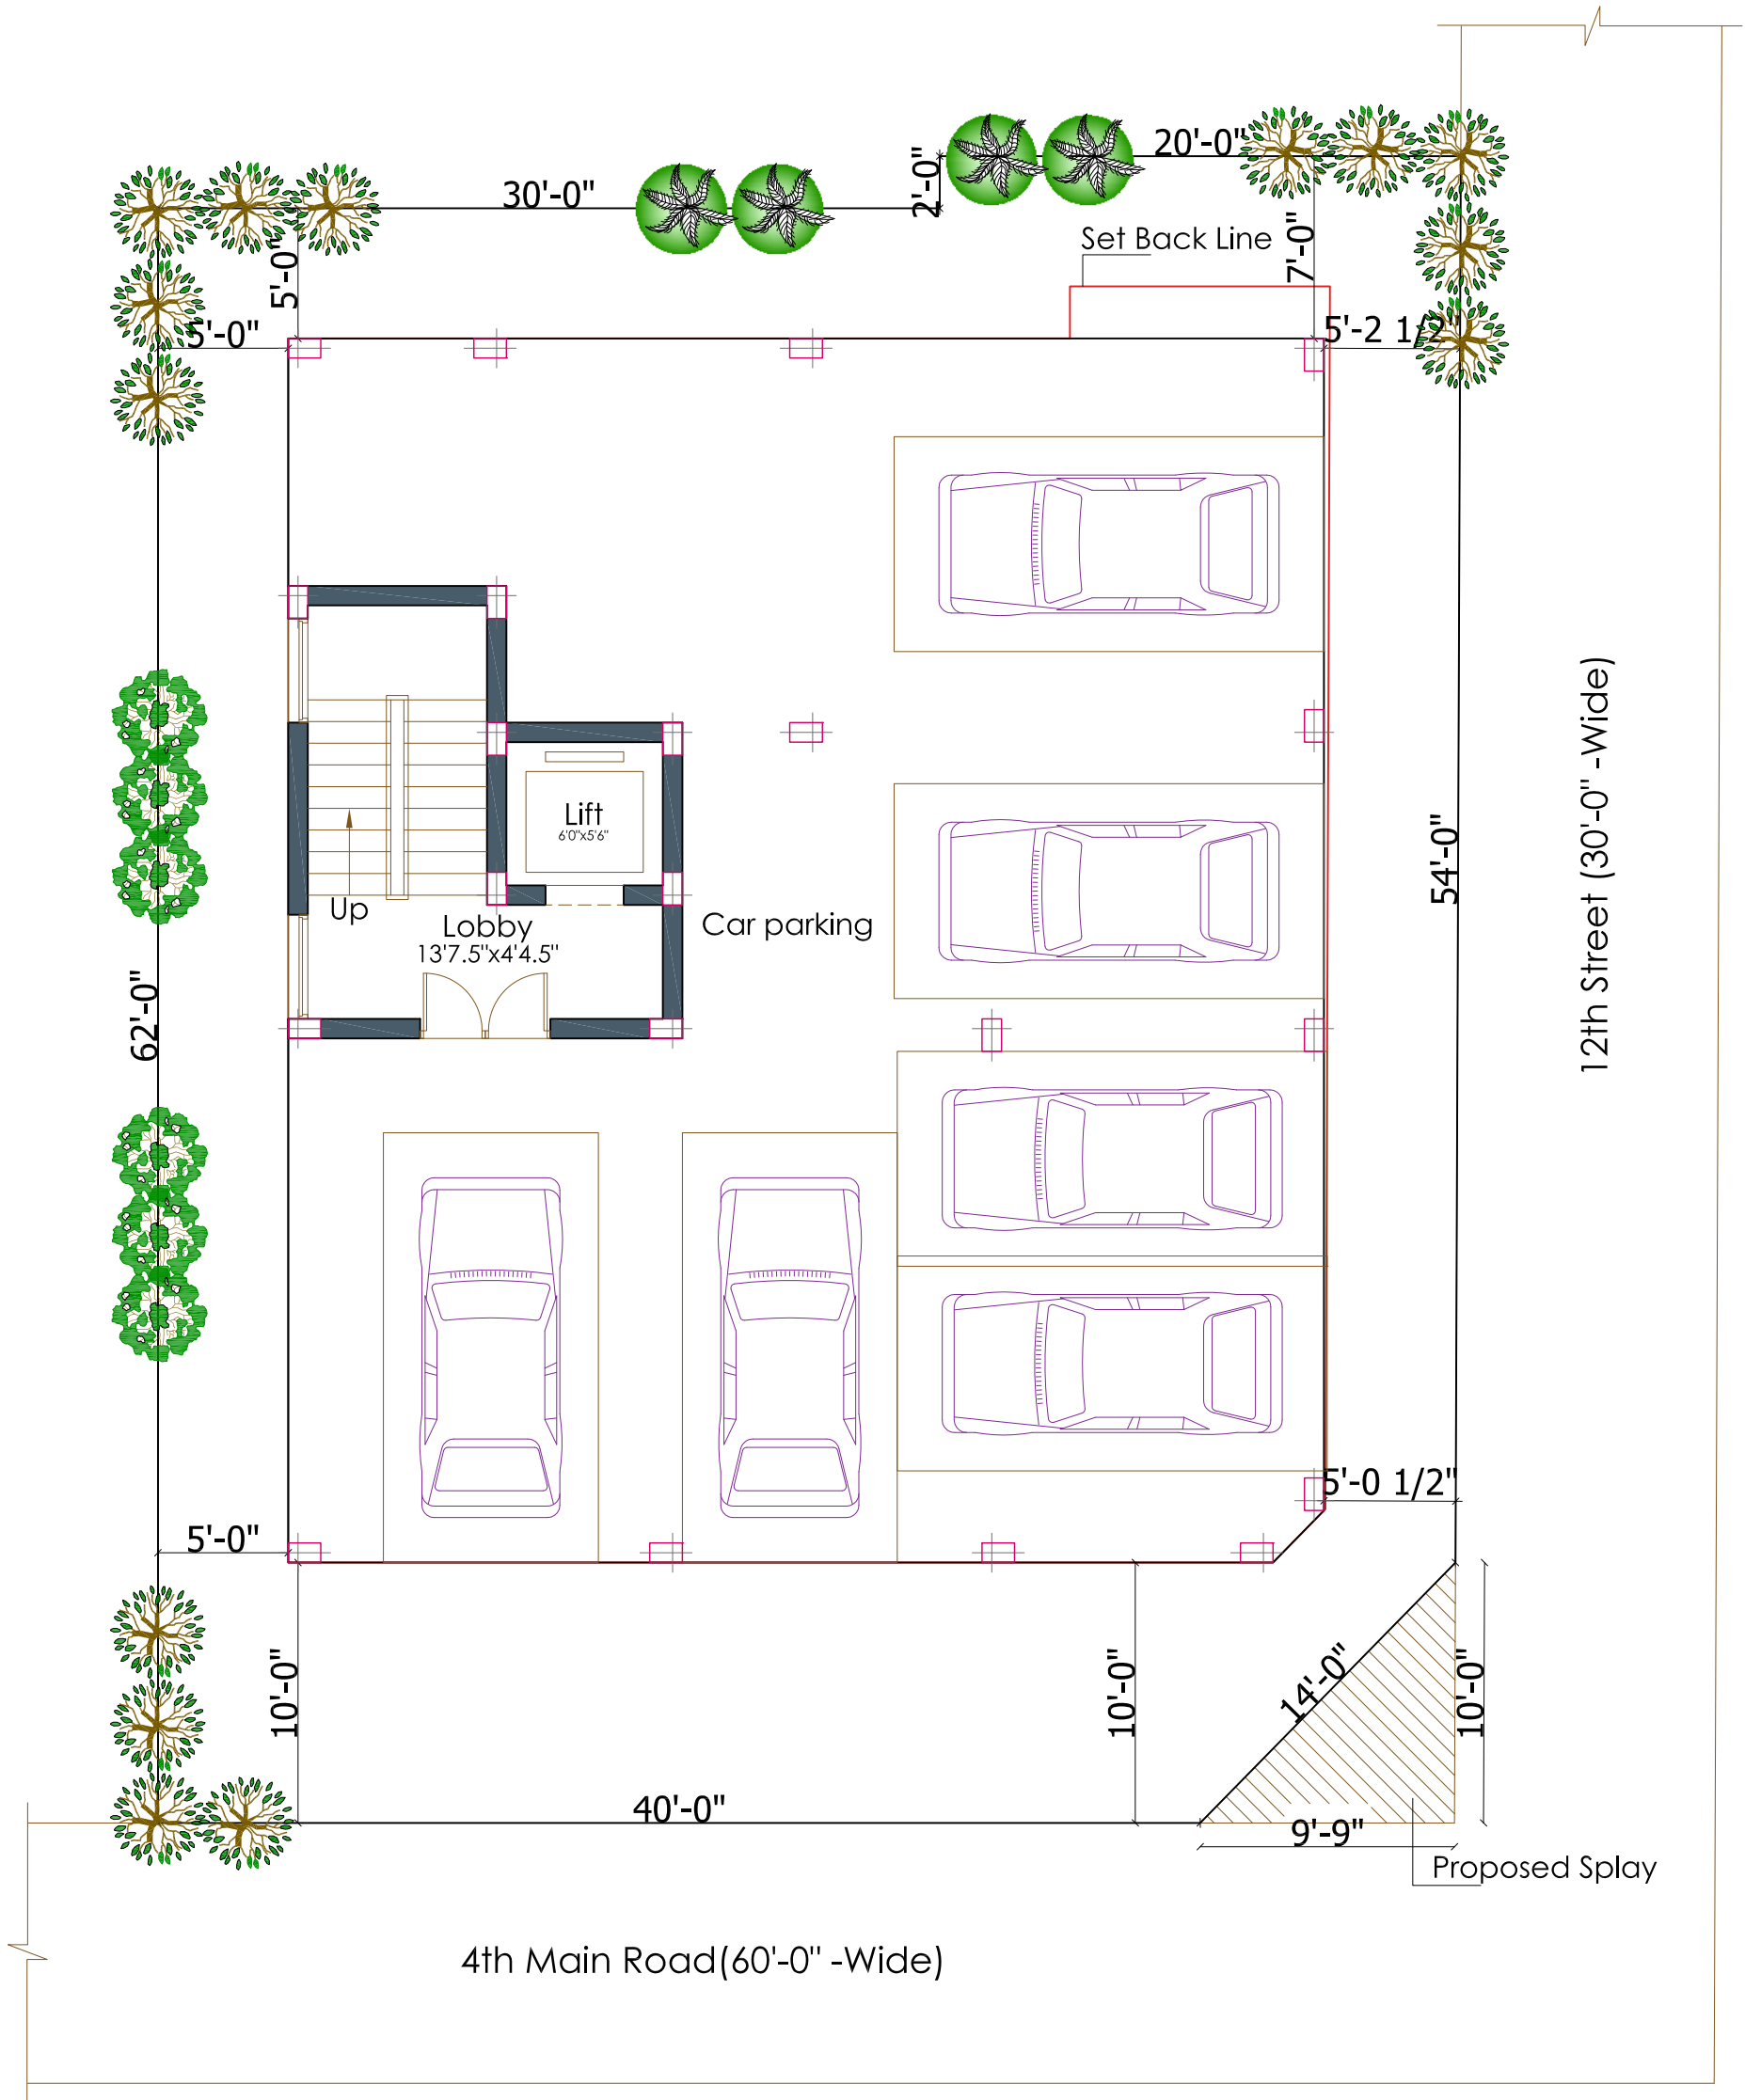 20'-0"
30'-0"
2'-0"
Set Back Line
7'-0"
5'-0"
5'-0"
5'-2 1/2"
12th Street (30'-0" -Wide)
Lift
6'0"x5'6"
54'-0"
Up
Lobby
13'7.5"x4'4.5"
Car parking
62'-0"
5'-0 1/2"
5'-0"
10'-0"
10'-0"
14'-0"
10'-0"
40'-0"
9'-9"
Proposed Splay
4th Main Road(60'-0" -Wide)